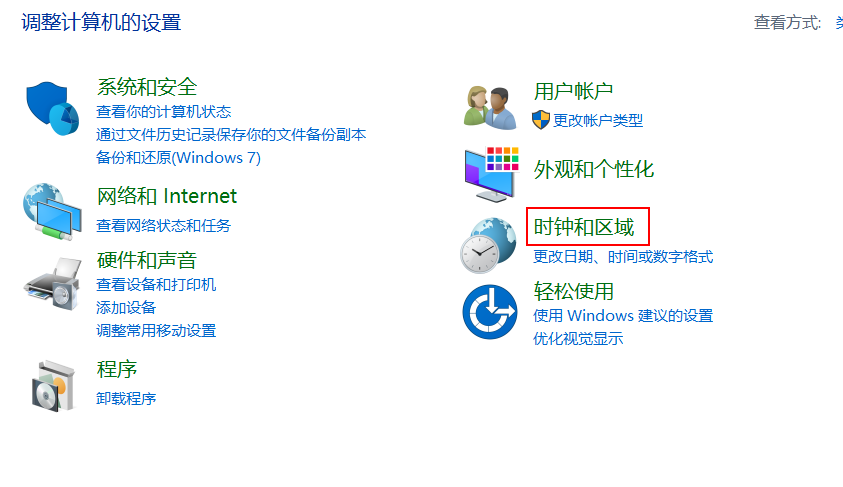 调整计算机的设置
查看方式:
系统和安全
查看你的计算机状态
通过文件历史记录保存你的文件备份副本
备份和还原(Windows 7)
网络和 Internet
查看网络状态和任务
硬件和声音
查看设备和打印机
添加设备
调整常用移动设置
程序
卸载程序
用户帐户
更改帐户类型
外观和个性化
时钟和区域
更改日期、时间或数字格式
轻松使用
使用 Windows 建议的设置
优化视觉显示